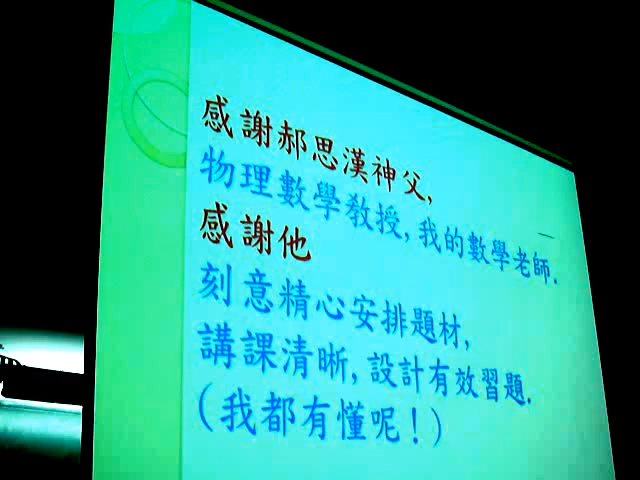 感謝郝思漢神父,
物理數學教授,我的數學老師.
感謝他
刻意精心安排題材,
講課清晰,設計有效習題.
(我都有懂呢!)